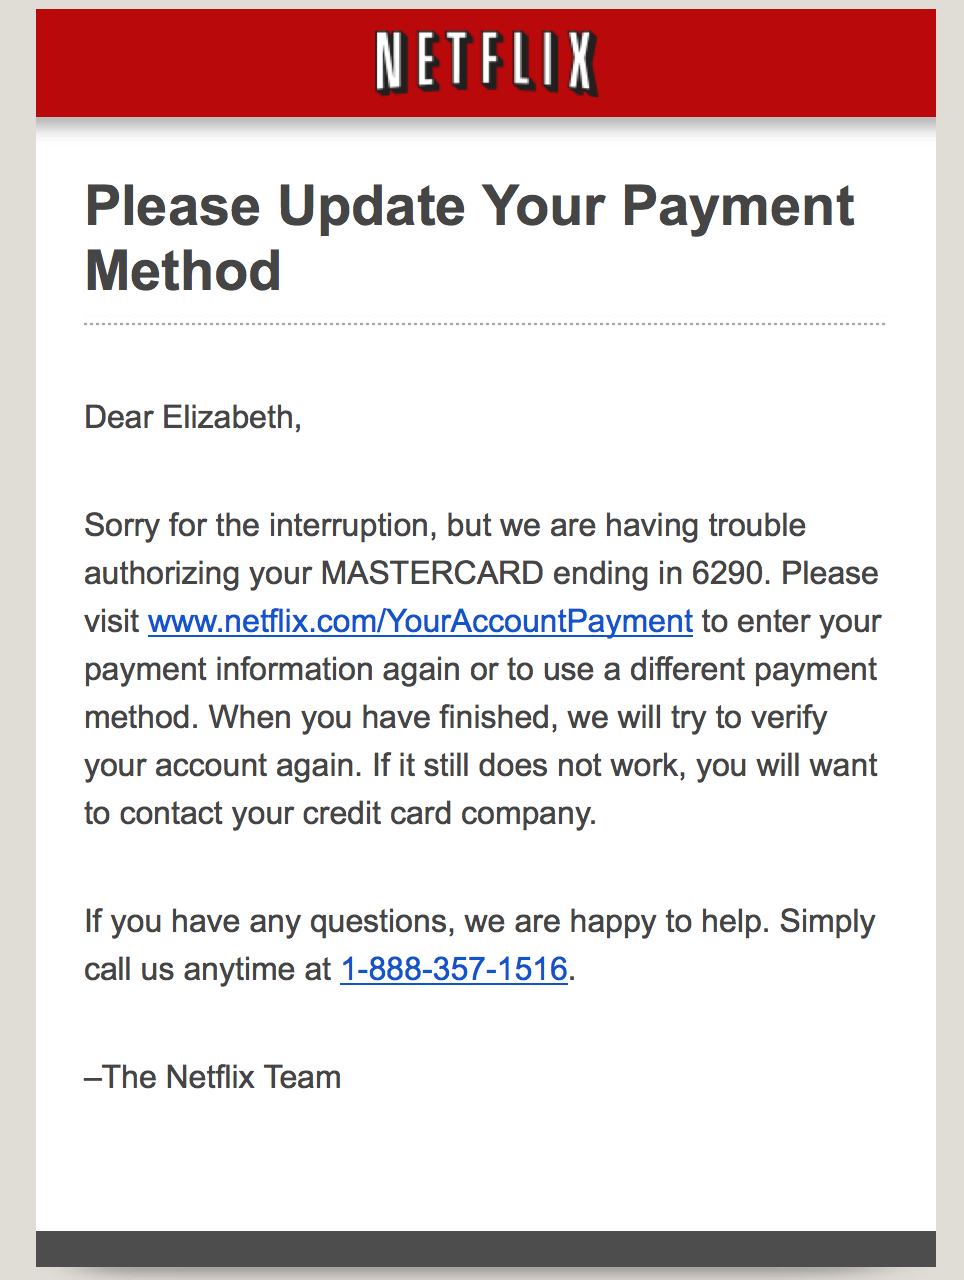 NETFLIX
Please Update Your Payment
Method
Dear Elizabeth,
Sorry for the interruption, but we are having trouble
authorizing your MASTERCARD ending in 6290. Please
visit www.netflix.com/YourAccountPayment to enter your
payment information again or to use a different payment
method. When you have finished, we will try to verify
your account again. If it still does not work, you will want
to contact your credit card company.
If you have any questions, we are happy to help. Simply
call us anytime at 1-888-357-1516.
–The Netflix Team